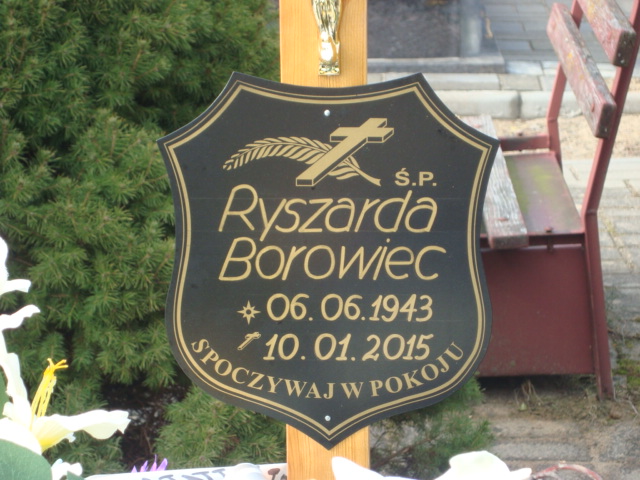 Ś.P.
Ryszarda
Borowiec
06.06.1943
10.01.2015
SPOCZYWAJ W POKOJU